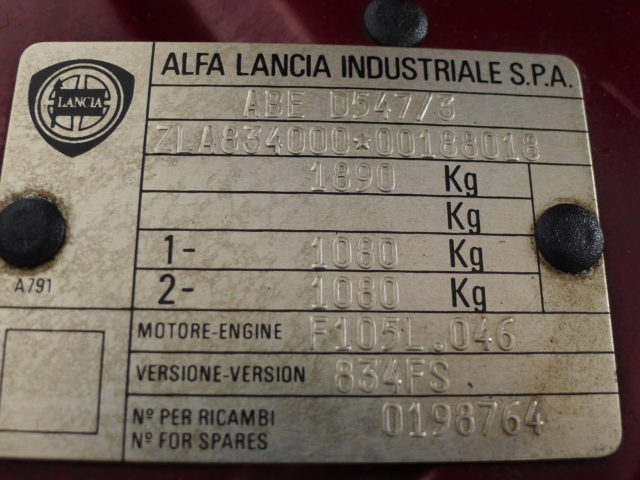 LANCIA
ALFA LANCIA INDUSTRIALE S.P.A.
ABE D547/3
ZLA834000*00188018
1890 Kg
Kg
1- 1080 Kg
2- 1080 Kg
A791
MOTORE-ENGINE F105L.046
VERSIONE-VERSION 834FS.
Nº PER RICAMBI 0198764
Nº FOR SPARES